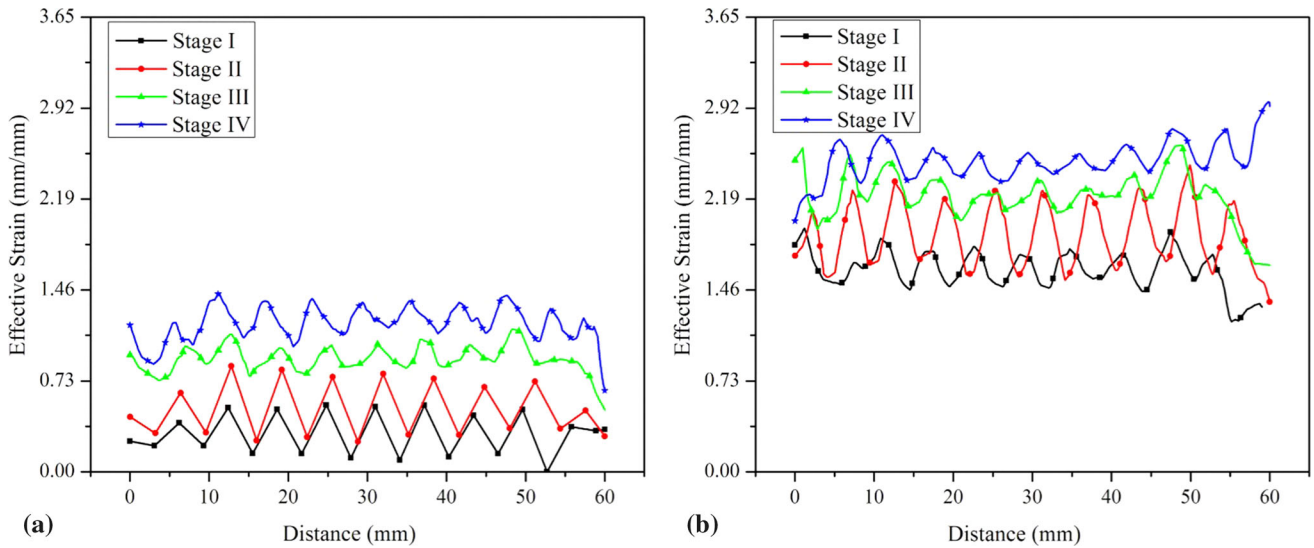 3.65
2.92
2.19
1.46
0.73
0.00
Effective Strain (mm/mm)
Stage I
Stage II
Stage III
Stage IV
0 10 20 30 40 50 60
Distance (mm)
(a)
3.65
2.92
2.19
1.46
0.73
0.00
Effective Strain (mm/mm)
Stage I
Stage II
Stage III
Stage IV
0 10 20 30 40 50 60
Distance (mm)
(b)